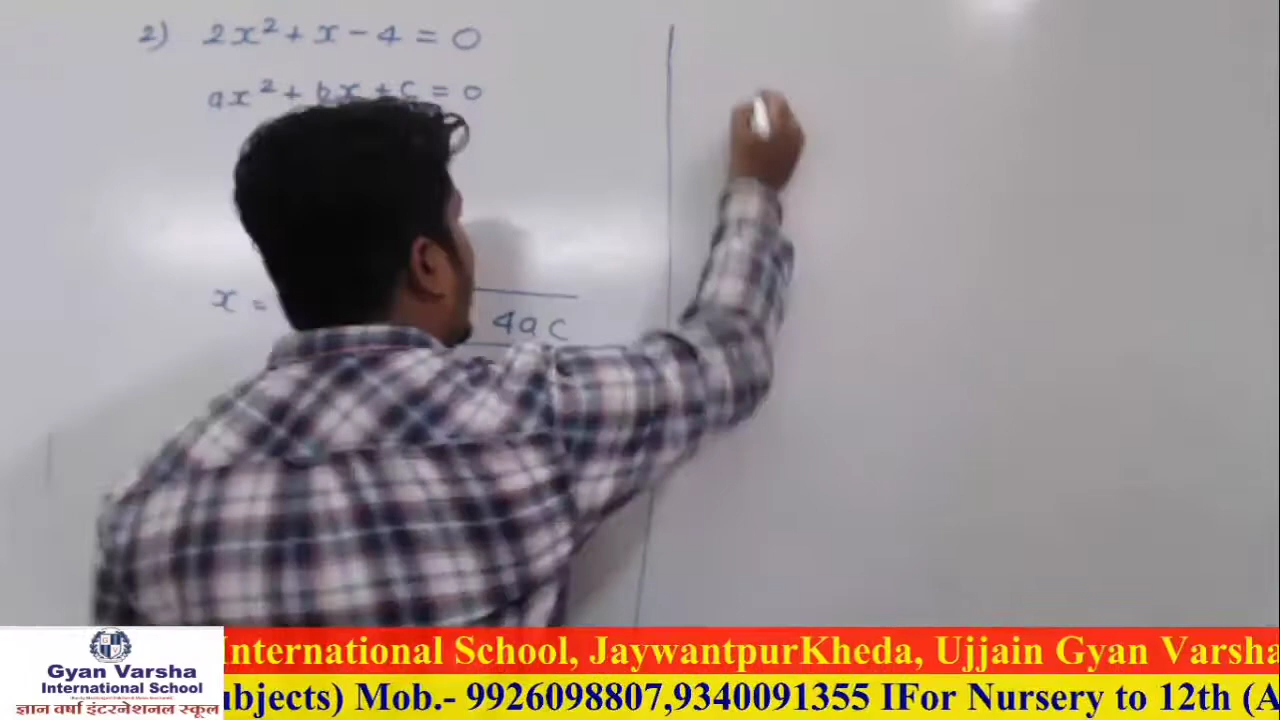 2) 2x² + x - 4 = 0
ax² + bx + c = 0
x =
4ac
International School, JaywantpurKheda, Ujjain Gyan Varsha
Gyan Varsha
International School
ज्ञान वर्षा इंटरनेशनल स्कूल
ubjects) Mob.- 9926098807,9340091355 IFor Nursery to 12th (A